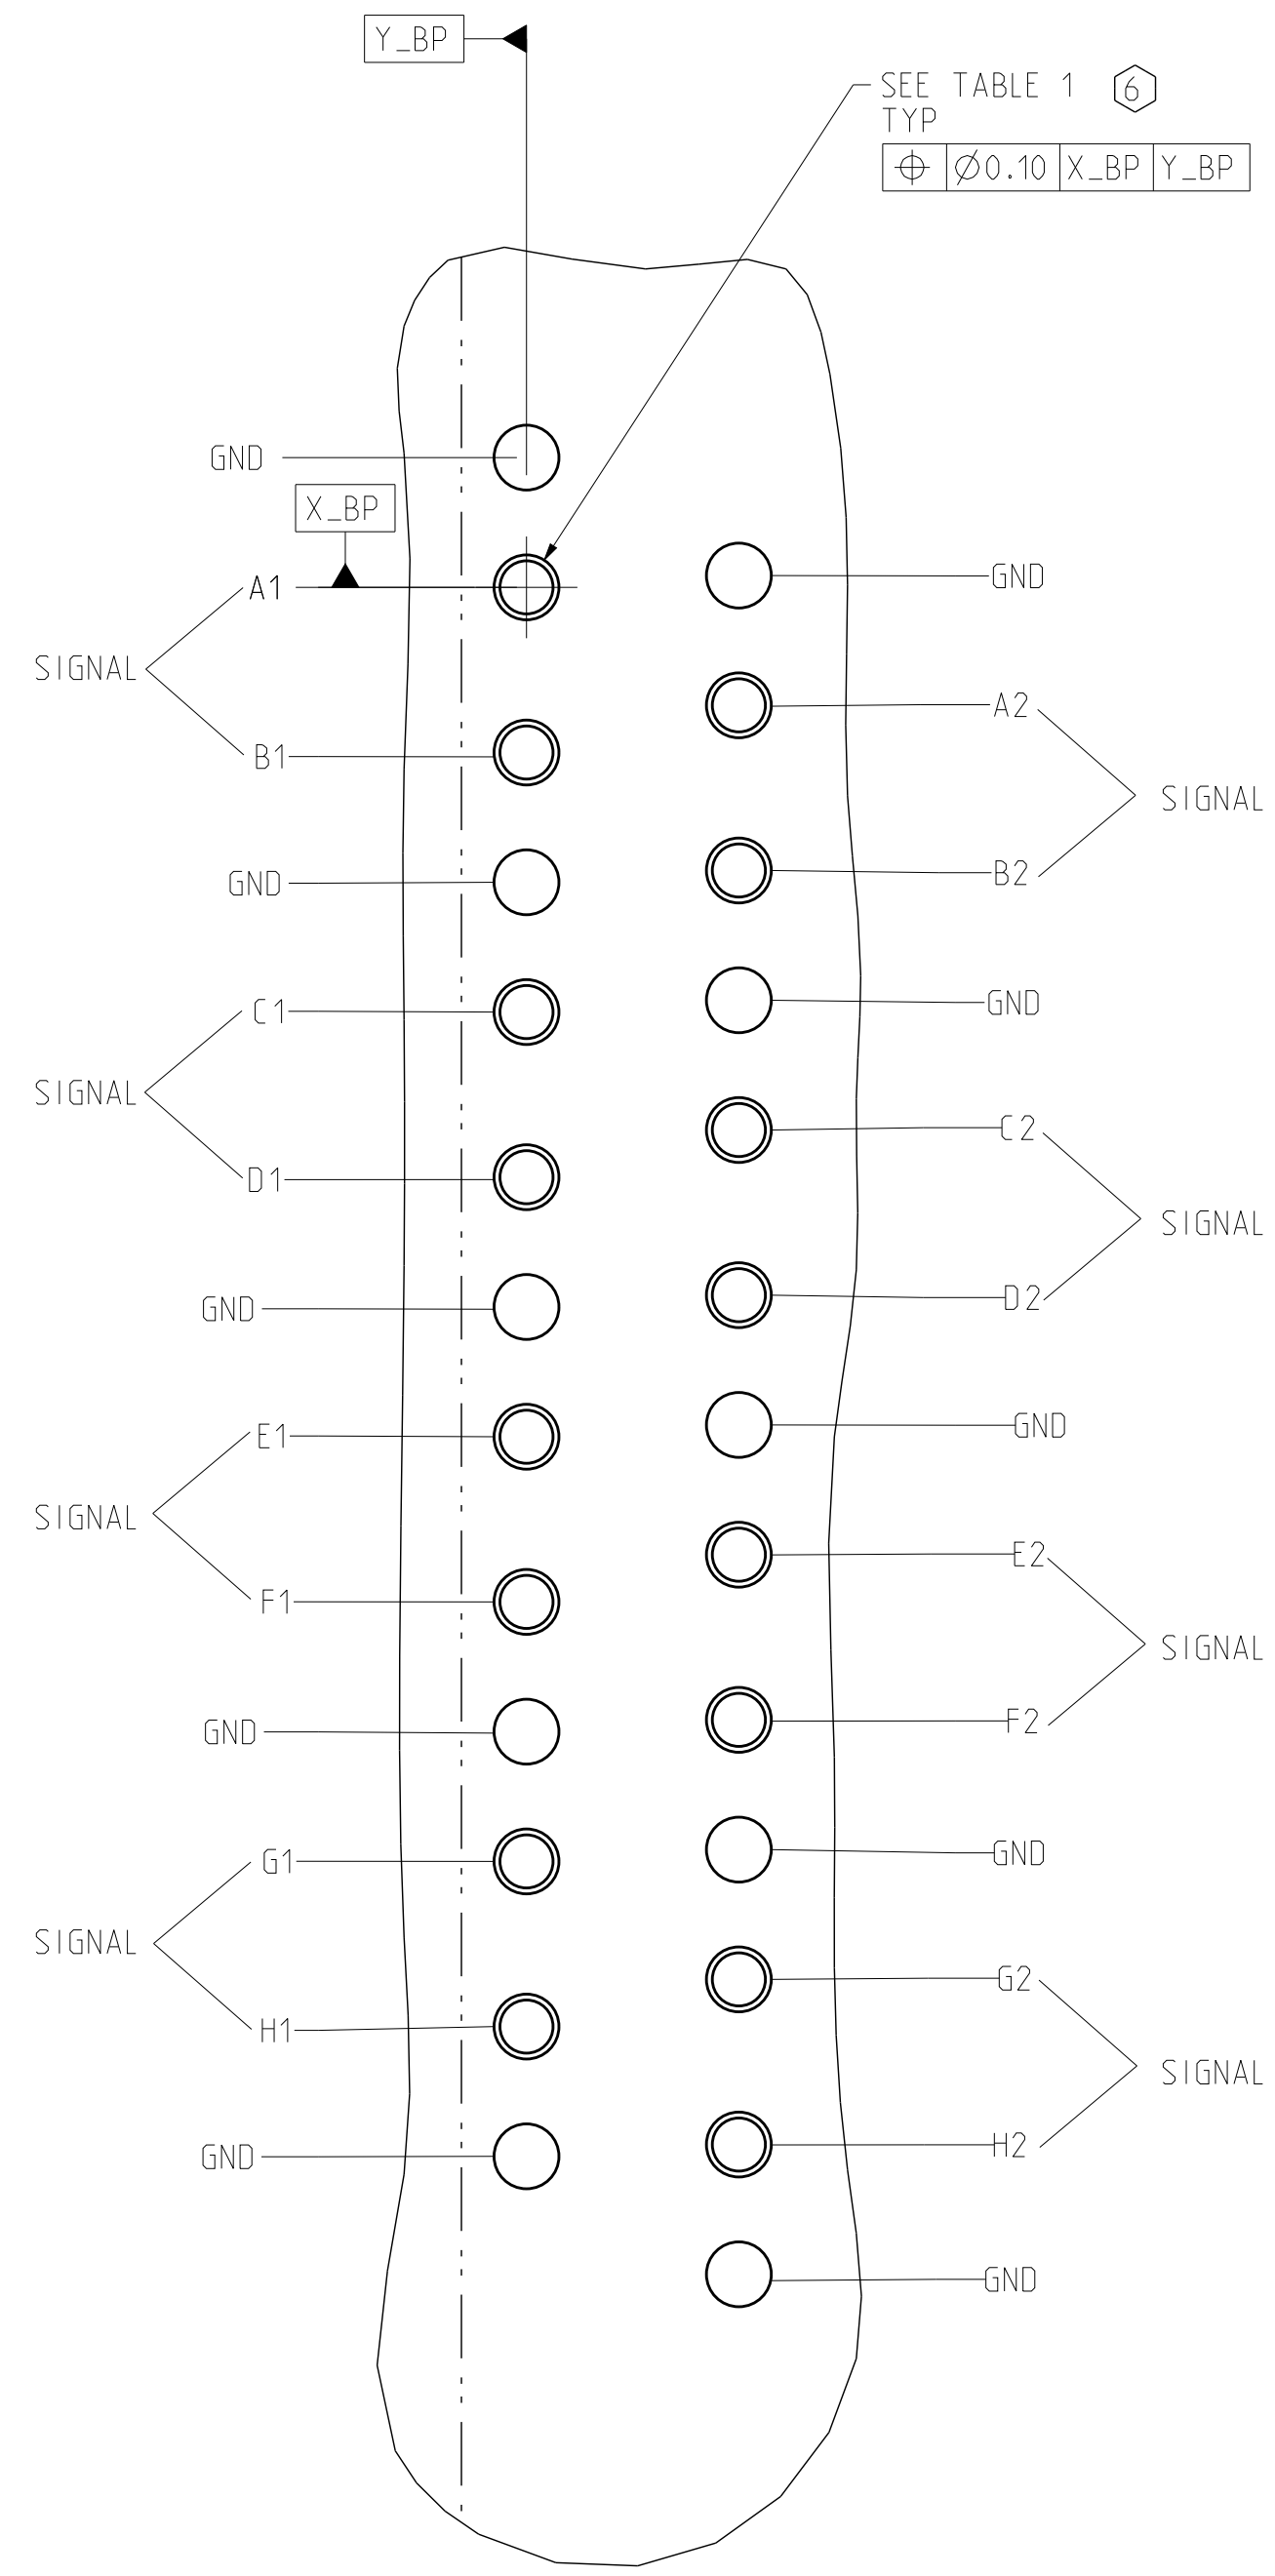 Y_BP
SEE TABLE 1 6
TYP
⌖ Ø0.10 X_BP Y_BP
GND
X_BP
A1
GND
SIGNAL
A2
B1
SIGNAL
B2
GND
GND
C1
SIGNAL
C2
D1
SIGNAL
D2
GND
GND
E1
SIGNAL
E2
F1
SIGNAL
F2
GND
GND
G1
SIGNAL
G2
H1
SIGNAL
H2
GND
GND